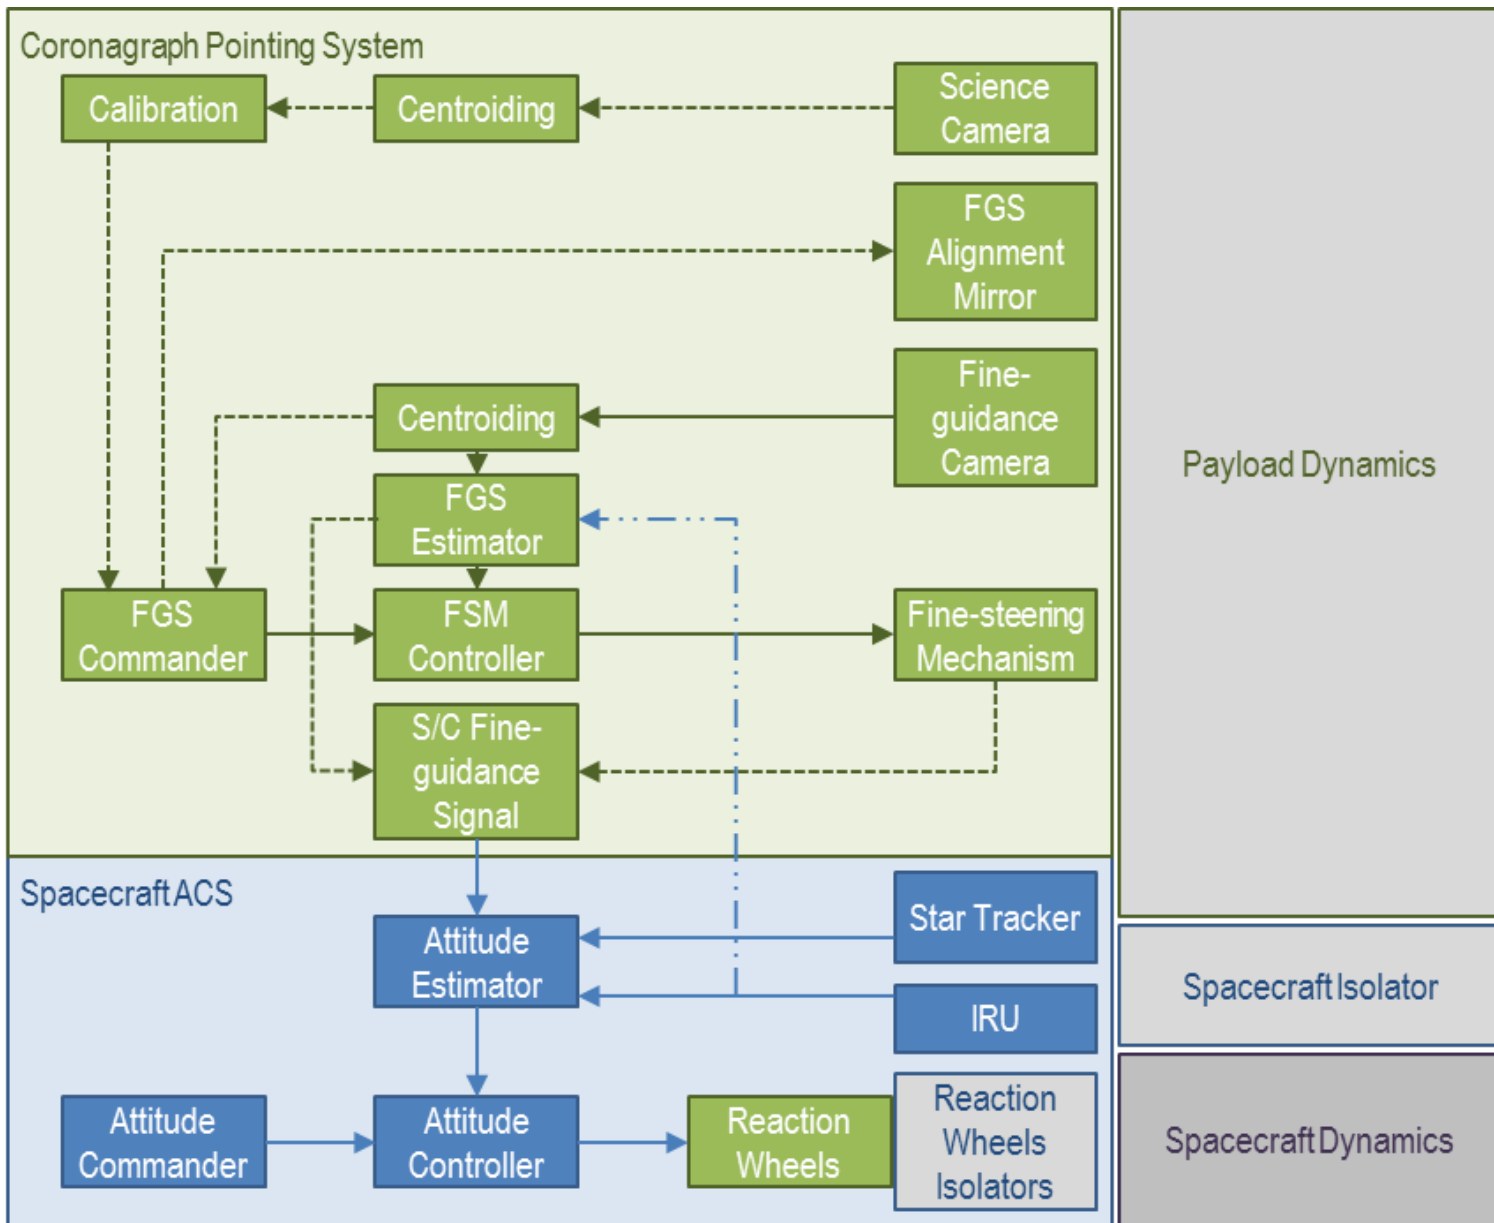 Coronagraph Pointing System
Calibration
Centroiding
Science
Camera
FGS
Alignment
Mirror
Fine-
guidance
Camera
Centroiding
FGS
Estimator
FGS
Commander
FSM
Controller
Fine-steering
Mechanism
S/C Fine-
guidance
Signal
Payload Dynamics
Spacecraft ACS
Star Tracker
Attitude
Estimator
IRU
Spacecraft Isolator
Attitude
Commander
Attitude
Controller
Reaction
Wheels
Reaction
Wheels
Isolators
Spacecraft Dynamics